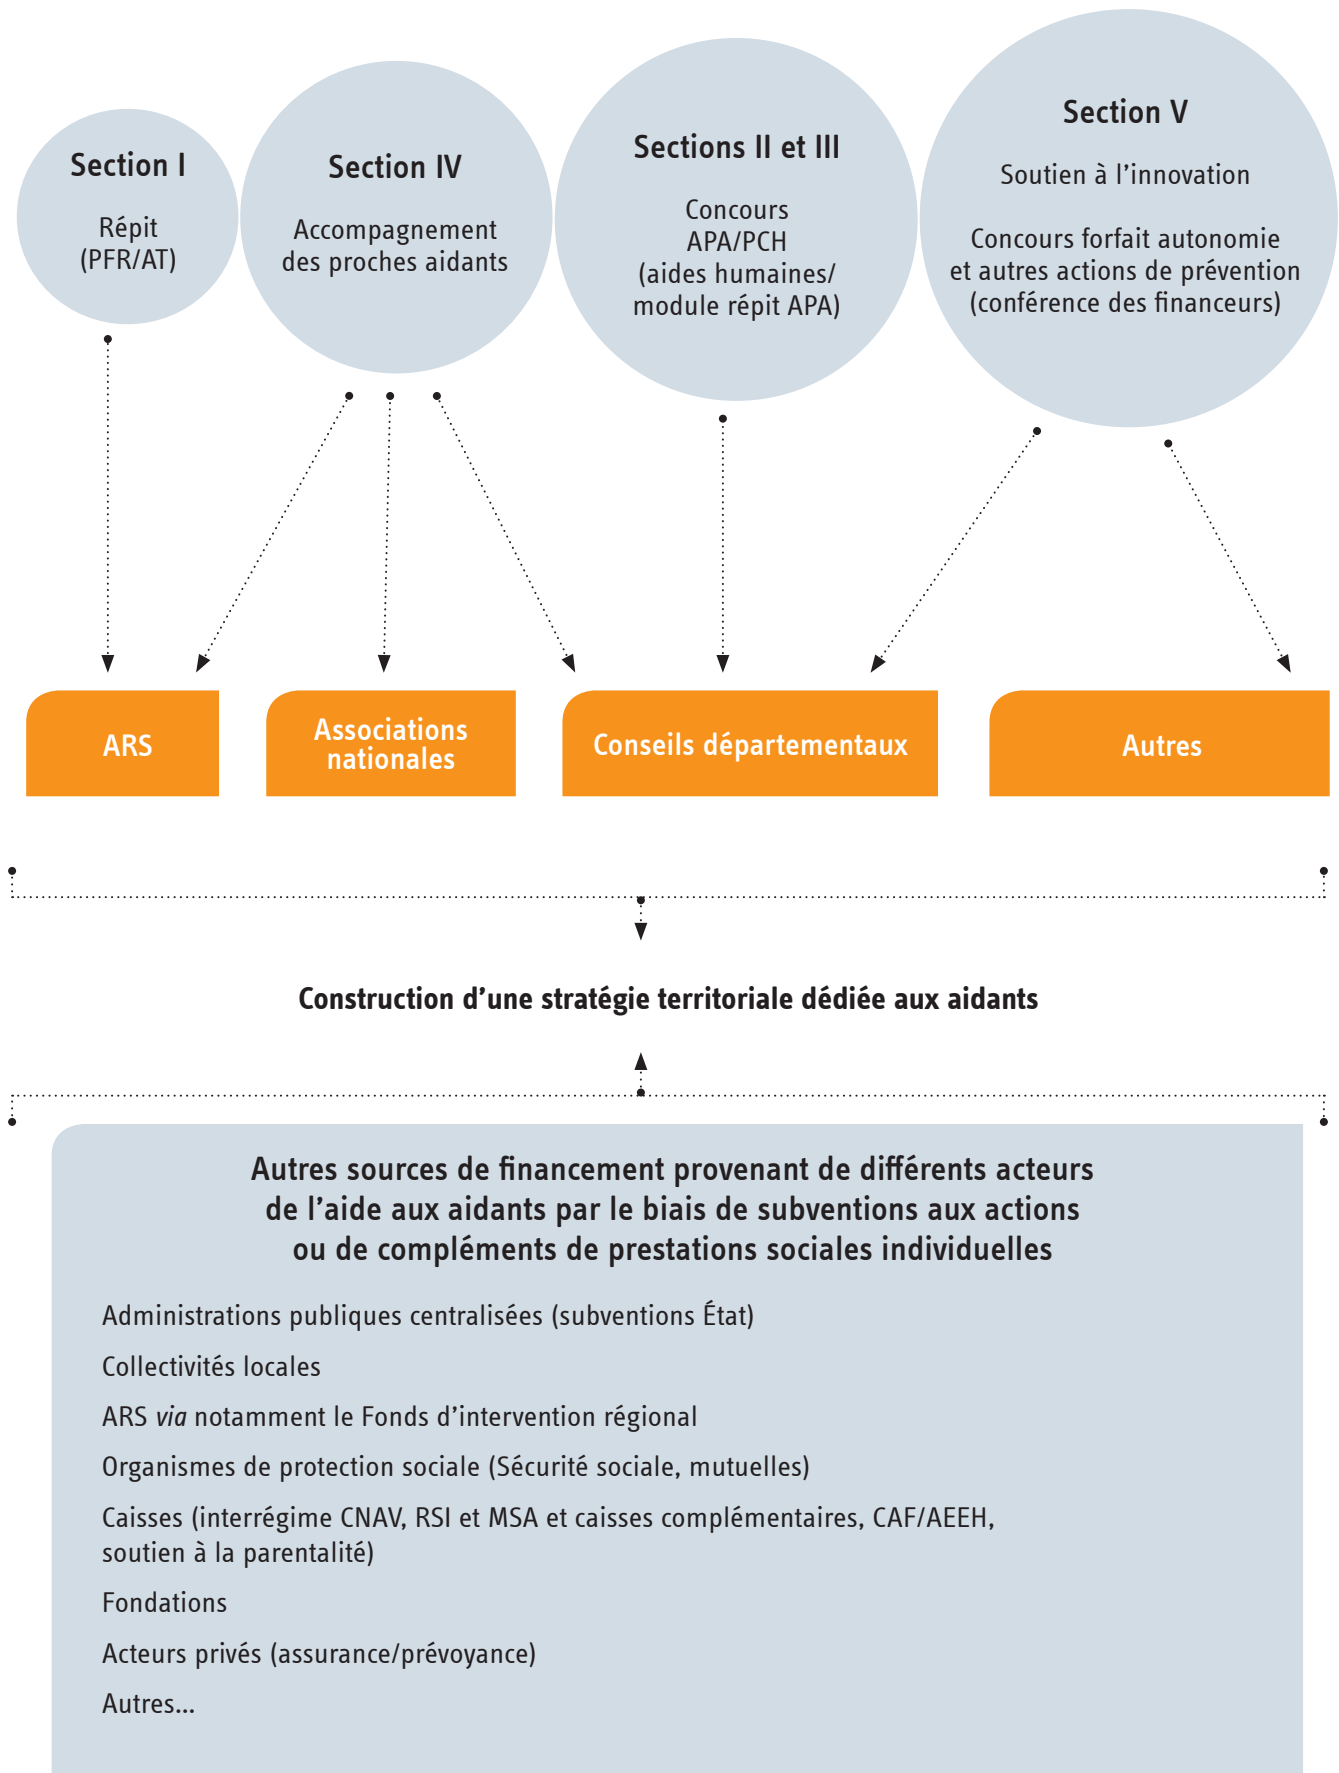 Section I
Répit
(PFR/AT)
Section IV
Accompagnement
des proches aidants
Sections II et III
Concours
APA/PCH
(aides humaines/
module répit APA)
Section V
Soutien à l’innovation
Concours forfait autonomie
et autres actions de prévention
(conférence des financeurs)
ARS
Associations
nationales
Conseils départementaux
Autres
Construction d’une stratégie territoriale dédiée aux aidants
Autres sources de financement provenant de différents acteurs
de l’aide aux aidants par le biais de subventions aux actions
ou de compléments de prestations sociales individuelles
Administrations publiques centralisées (subventions État)
Collectivités locales
ARS via notamment le Fonds d’intervention régional
Organismes de protection sociale (Sécurité sociale, mutuelles)
Caisses (interrégime CNAV, RSI et MSA et caisses complémentaires, CAF/AEEH,
soutien à la parentalité)
Fondations
Acteurs privés (assurance/prévoyance)
Autres...